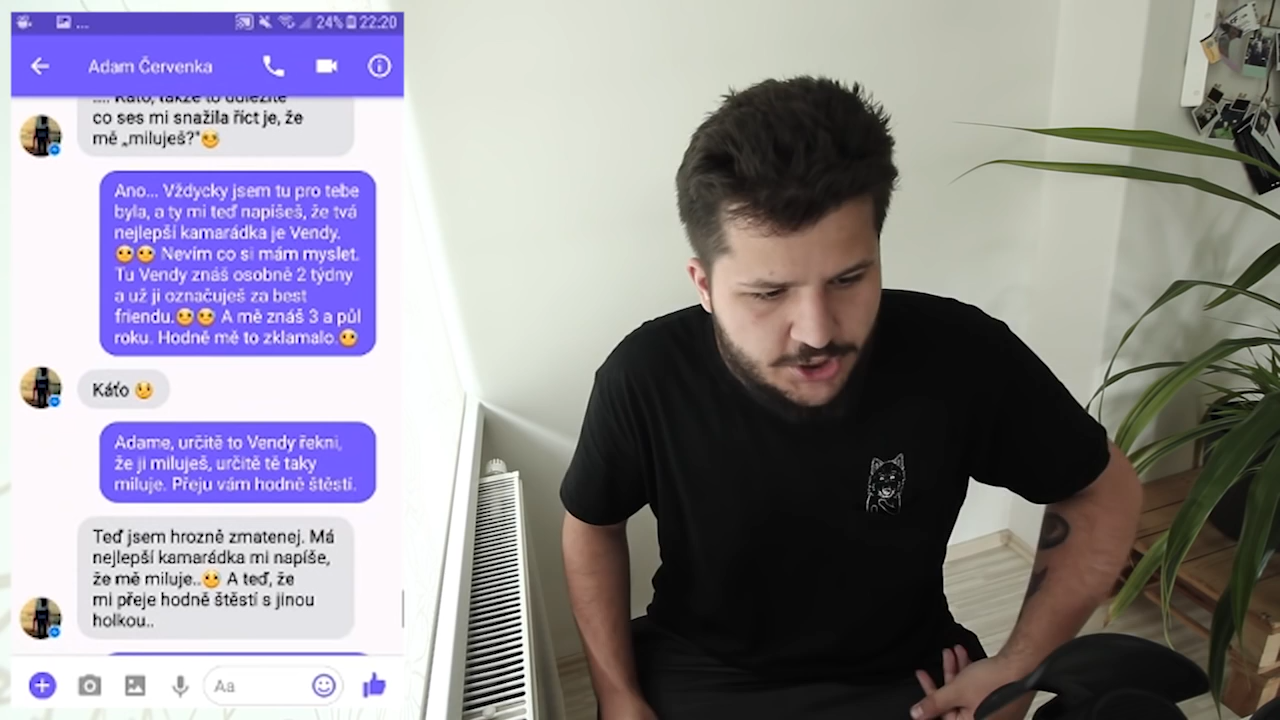 ...
24% 22:20
Adam Červenka
.... Káťo, takže to důležité
co ses mi snažila říct je, že
mě „miluješ?"
Ano... Vždycky jsem tu pro tebe
byla, a ty mi teď napíšeš, že tvá
nejlepší kamarádka je Vendy.
Nevím co si mám myslet.
Tu Vendy znáš osobně 2 týdny
a už ji označuješ za best
friendu. A mě znáš 3 a půl
roku. Hodně mě to zklamalo.
Káťo
Adame, určitě to Vendy řekni,
že ji miluješ, určitě tě taky
miluje. Přeju vám hodně štěstí.
Teď jsem hrozně zmatenej. Má
nejlepší kamarádka mi napíše,
že mě miluje.. A teď, že
mi přeje hodně štěstí s jinou
holkou..
Aa